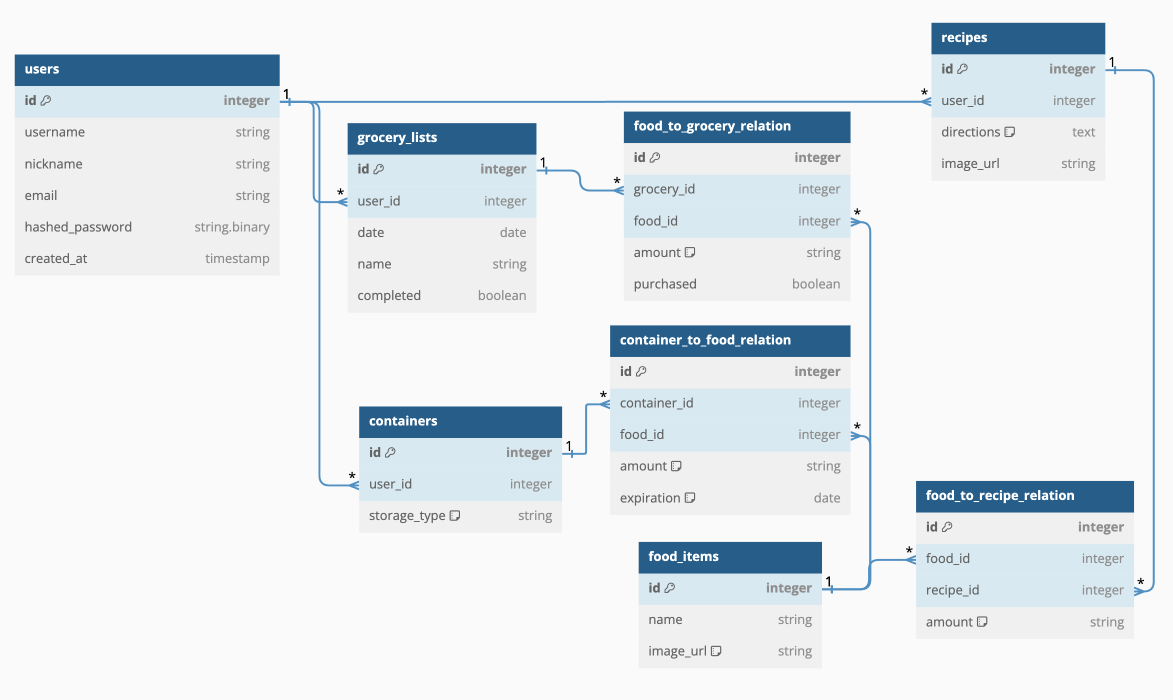 users
id integer
username string
nickname string
email string
hashed_password string.binary
created_at timestamp
1
grocery_lists
id integer
user_id integer
date date
name string
completed boolean
*
1
food_to_grocery_relation
id integer
grocery_id integer
food_id integer
amount string
purchased boolean
*
*
recipes
id integer
user_id integer
directions text
image_url string
1
*
containers
id integer
user_id integer
storage_type string
*
1
container_to_food_relation
id integer
container_id integer
food_id integer
amount string
expiration date
*
*
food_items
id integer
name string
image_url string
1
food_to_recipe_relation
id integer
food_id integer
recipe_id integer
amount string
*
*